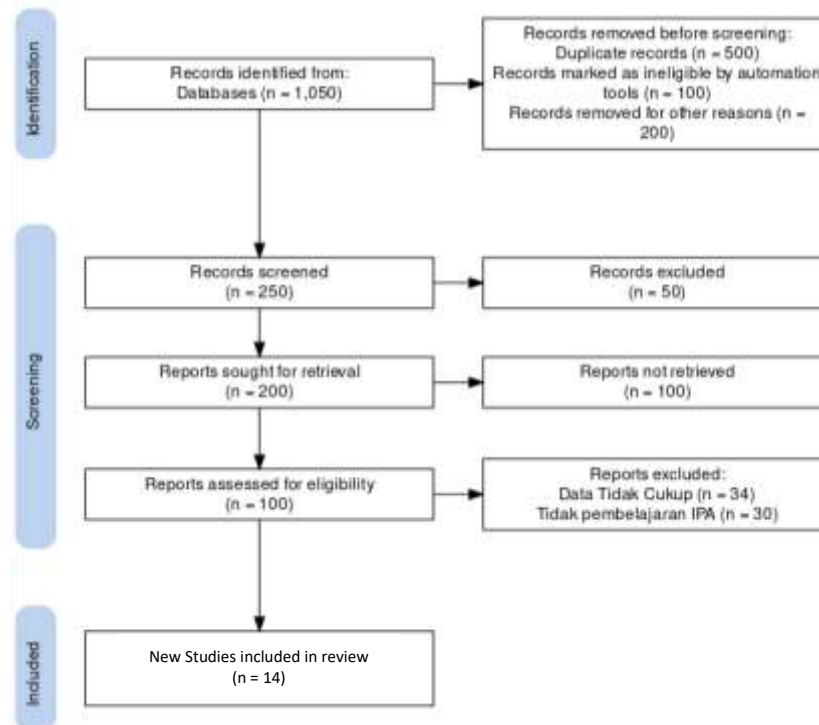 Identification
Records identified from:
Databases (n = 1,050)
Records removed before screening:
Duplicate records (n = 500)
Records marked as ineligible by automation
tools (n = 100)
Records removed for other reasons (n =
200)
Screening
Records screened
(n = 250)
Records excluded
(n = 50)
Reports sought for retrieval
(n = 200)
Reports not retrieved
(n = 100)
Reports assessed for eligibility
(n = 100)
Reports excluded:
Data Tidak Cukup (n = 34)
Tidak pembelajaran IPA (n = 30)
Included
New Studies included in review
(n = 14)